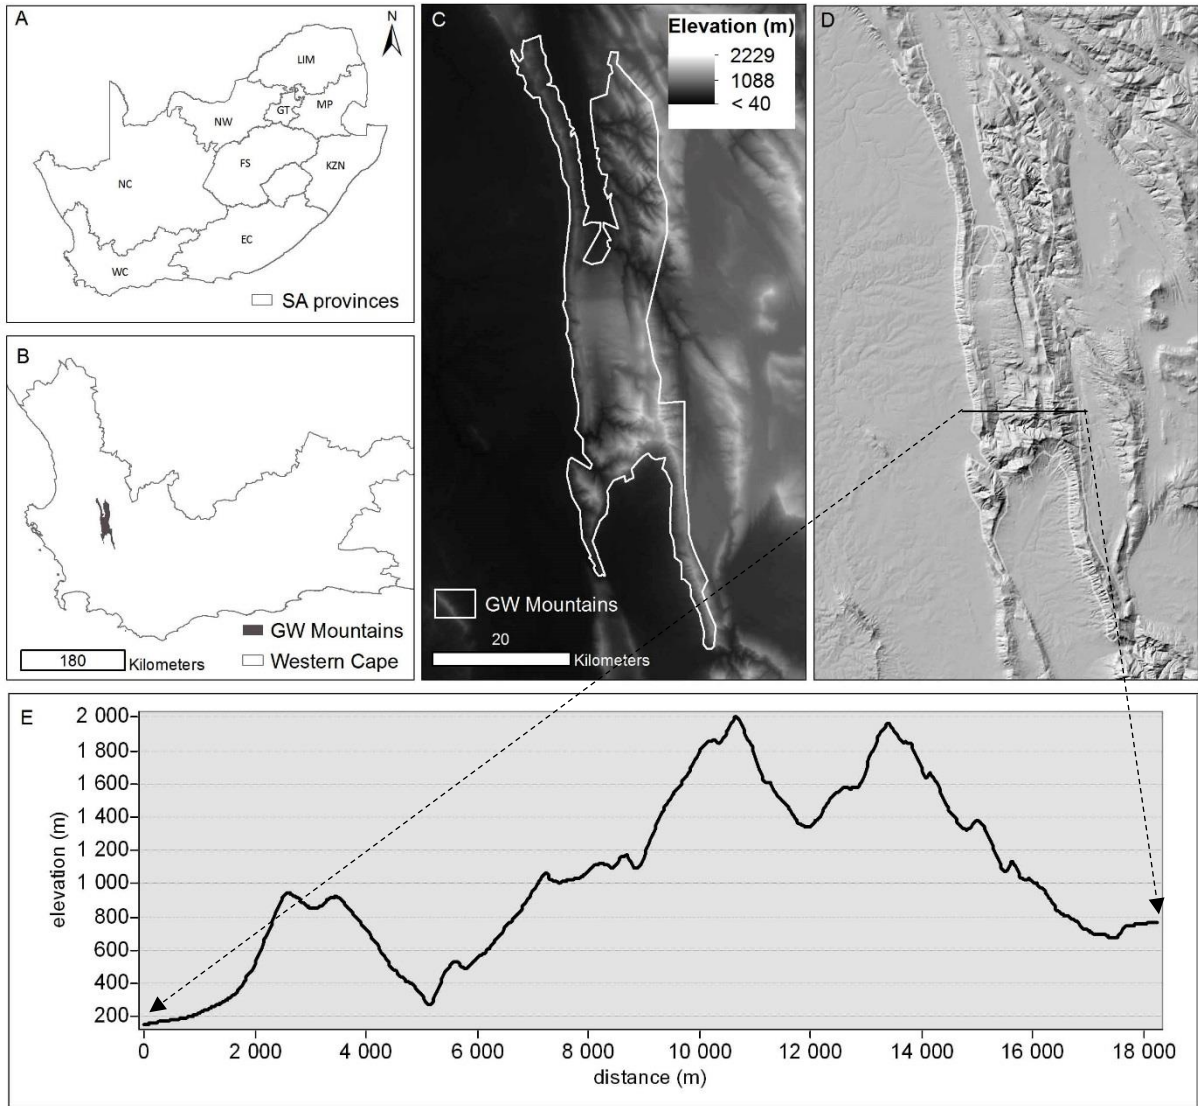 A
N
LIM
GT
MP
NW
FS
KZN
NC
EC
WC
SA provinces
B
GW Mountains
180
Kilometers
Western Cape
C
Elevation (m)
2229
1088
< 40
GW Mountains
20
Kilometers
D
E
2 000
1 800
1 600
1 400
1 200
1 000
800
600
400
200
elevation (m)
0
2 000
4 000
6 000
8 000
10 000
12 000
14 000
16 000
18 000
distance (m)